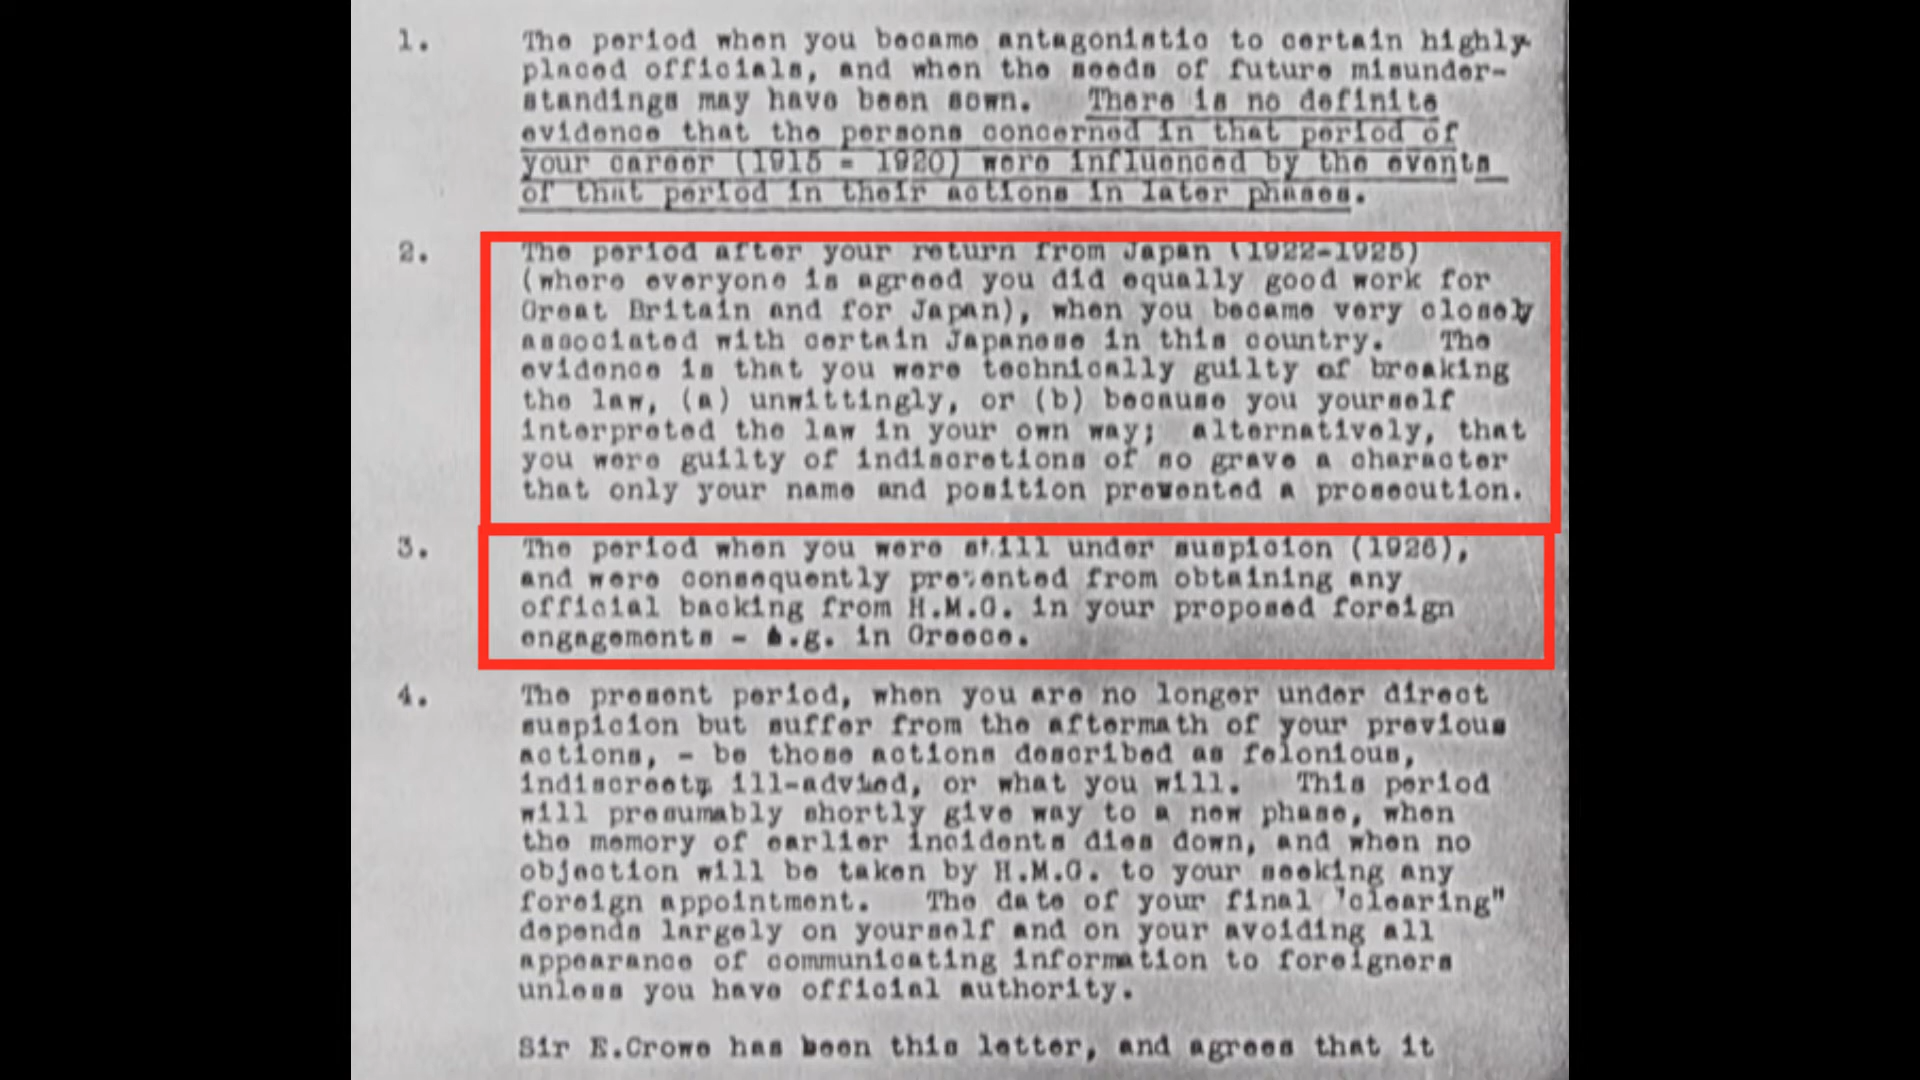 1. The period when you became antagonistic to certain highly
placed officials, and when the seeds of future misunder-
standings may have been sown. There is no definite
evidence that the persons concerned in that period of
your career (1915 - 1920) were influenced by the events
of that period in their actions in later phases.
2. The period after your return from Japan (1922-1925)
(where everyone is agreed you did equally good work for
Great Britain and for Japan), when you became very closely
associated with certain Japanese in this country. The
evidence is that you were technically guilty of breaking
the law, (a) unwittingly, or (b) because you yourself
interpreted the law in your own way; alternatively, that
you were guilty of indiscretions of so grave a character
that only your name and position prevented a prosecution.
3. The period when you were still under suspicion (1926),
and were consequently prevented from obtaining any
official backing from H.M.G. in your proposed foreign
engagements - e.g. in Greece.
4. The present period, when you are no longer under direct
suspicion but suffer from the aftermath of your previous
actions, - be those actions described as felonious,
indiscreet, ill-advised, or what you will. This period
will presumably shortly give way to a new phase, when
the memory of earlier incidents dies down, and when no
objection will be taken by H.M.G. to your seeking any
foreign appointment. The date of your final 'clearing"
depends largely on yourself and on your avoiding all
appearance of communicating information to foreigners
unless you have official authority.
Sir E.Crowe has been this letter, and agrees that it